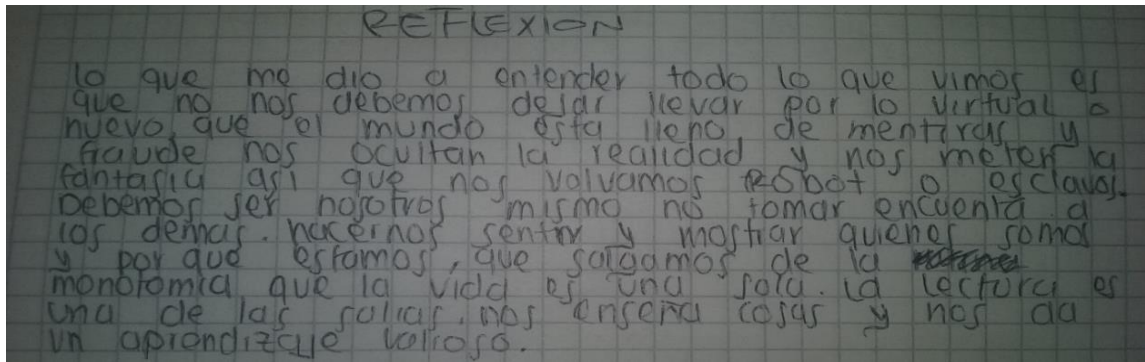 REFLEXION
lo que me dio a entender todo lo que vimos es
que no nos debemos dejar llevar por lo virtual o
nuevo, que el mundo esta lleno, de mentiras y
fraude nos ocultan la realidad y nos meten la
fantasia asi que nos volvamos Robot o esclavos.
Debemos ser nosotros mismo no tomar encuenta a
los demas. hacernos sentir y mostrar quienes somos
y por que estamos, que salgamos de la
monotomia que la vida es una sola. la lectora es
una de las salias, nos enseña cosas y nos da
un aprendizaje valioso.